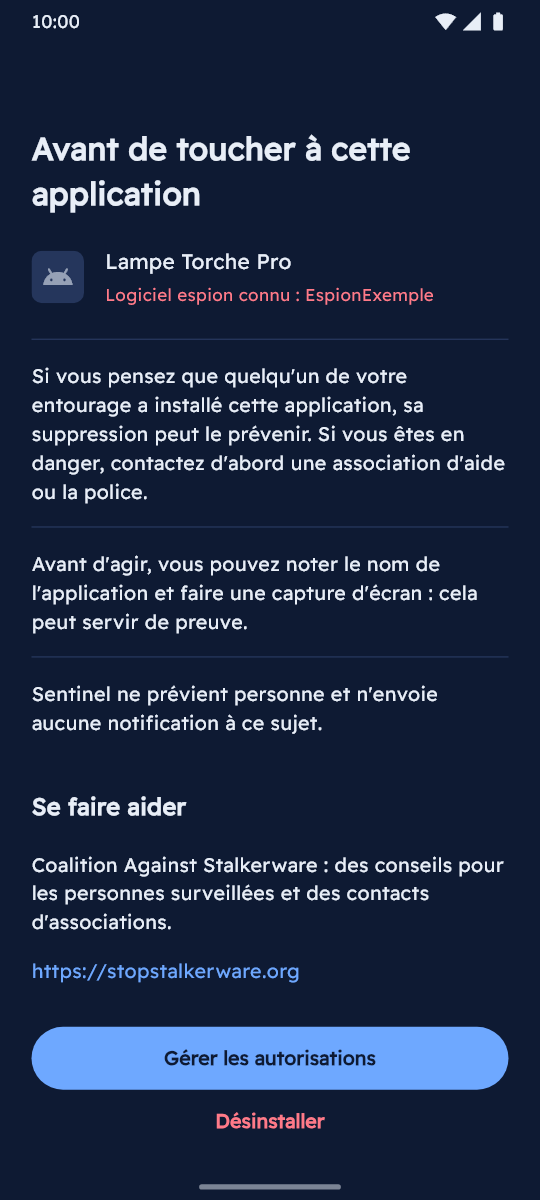 10:00
Avant de toucher à cette
application
Lampe Torche Pro
Logiciel espion connu : EspionExemple
Si vous pensez que quelqu'un de votre
entourage a installé cette application, sa
suppression peut le prévenir. Si vous êtes en
danger, contactez d'abord une association d'aide
ou la police.
Avant d'agir, vous pouvez noter le nom de
l'application et faire une capture d'écran : cela
peut servir de preuve.
Sentinel ne prévient personne et n'envoie
aucune notification à ce sujet.
Se faire aider
Coalition Against Stalkerware : des conseils pour
les personnes surveillées et des contacts
d'associations.
https://stopstalkerware.org
Gérer les autorisations
Désinstaller